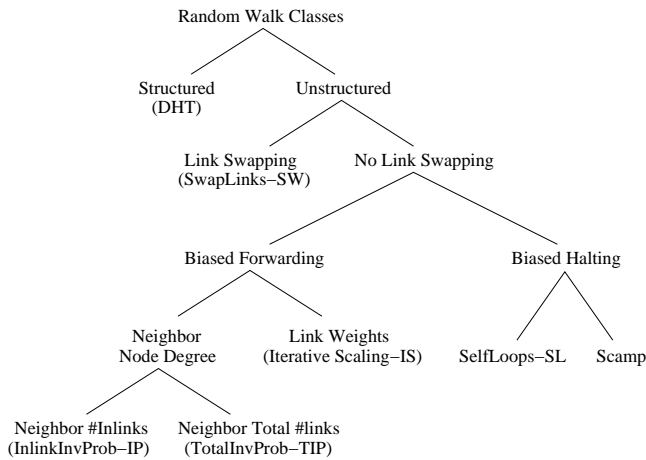 Random Walk Classes
Structured
(DHT)
Unstructured
Link Swapping
(SwapLinks−SW)
No Link Swapping
Biased Forwarding
Biased Halting
Neighbor
Node Degree
Link Weights
(Iterative Scaling−IS)
SelfLoops−SL
Scamp
Neighbor #Inlinks
(InlinkInvProb−IP)
Neighbor Total #links
(TotalInvProb−TIP)